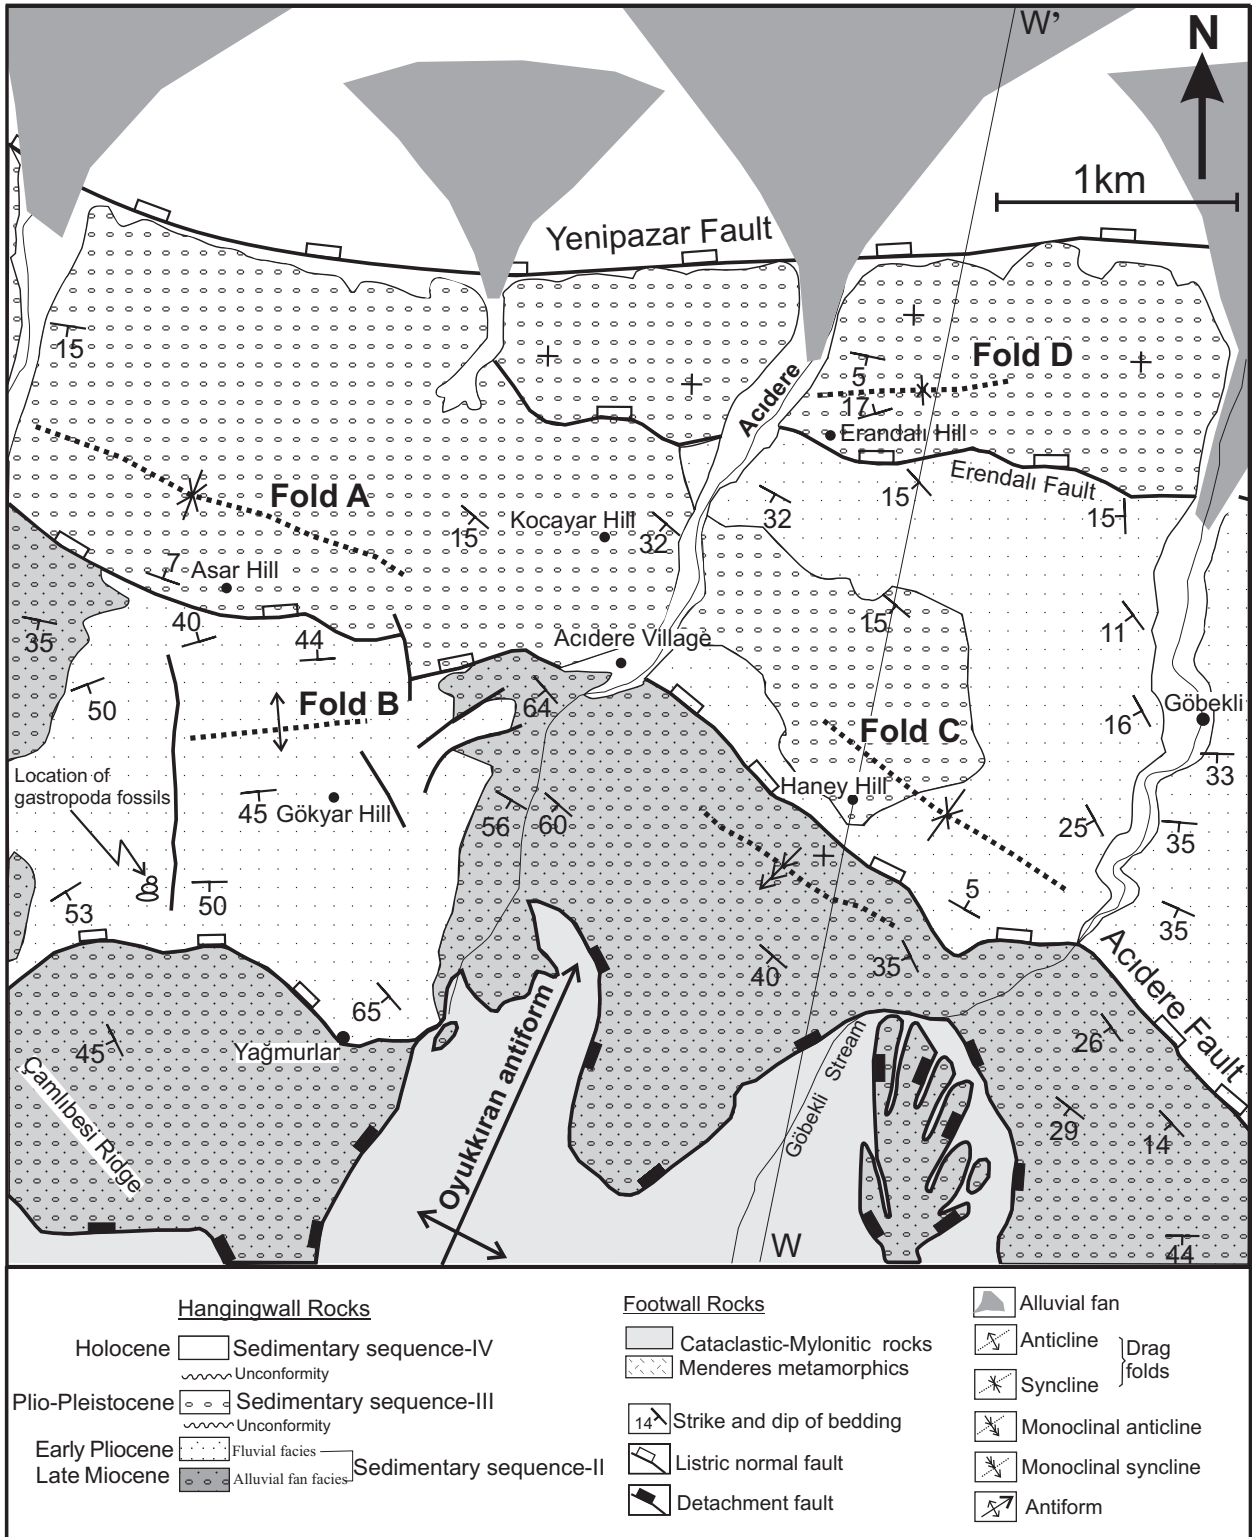 W’
N
1km
Yenipazar Fault
15
Acıdere
5
Fold D
17
Erandalı Hill
Erendalı Fault
Fold A
15
Kocayar Hill
32
32
15
15
7
Asar Hill
35
40
44
15
11
Acıdere Village
50
Fold B
64
Fold C
16
Göbekli
33
Location of
gastropoda fossils
45
Gökyar Hill
56
60
Haney Hill
25
35
53
50
5
35
40
35
Acıdere Fault
65
45
Yağmurlar
Çamlıbesi Ridge
Oyukkıran antiform
Göbekli Stream
26
29
14
W
44
Hangingwall Rocks
Holocene Sedimentary sequence-IV
Unconformity
Plio-Pleistocene Sedimentary sequence-III
Unconformity
Early Pliocene Fluvial facies
Late Miocene Alluvial fan facies
Sedimentary sequence-II
Footwall Rocks
Cataclastic-Mylonitic rocks
Menderes metamorphics
14 Strike and dip of bedding
Listric normal fault
Detachment fault
Alluvial fan
Anticline
Syncline
Drag
folds
Monoclinal anticline
Monoclinal syncline
Antiform